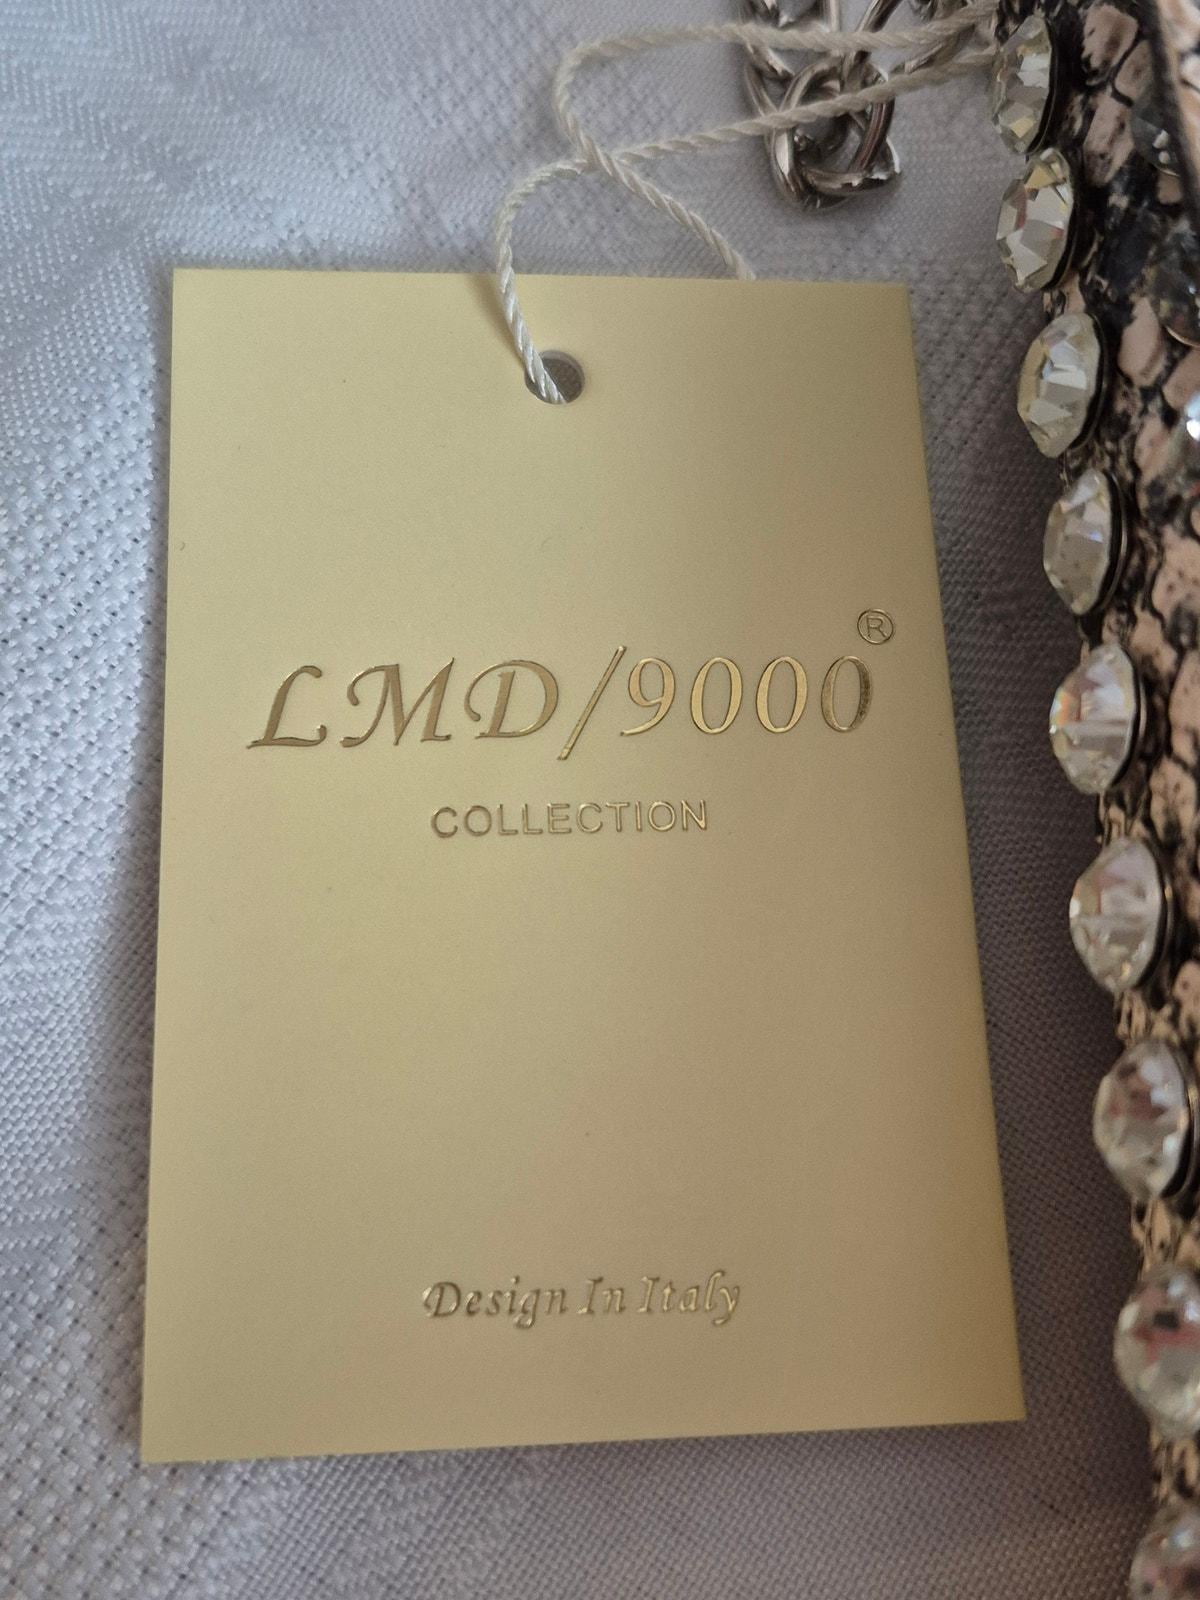 LMD/9000®
COLLECTION
Design In Italy